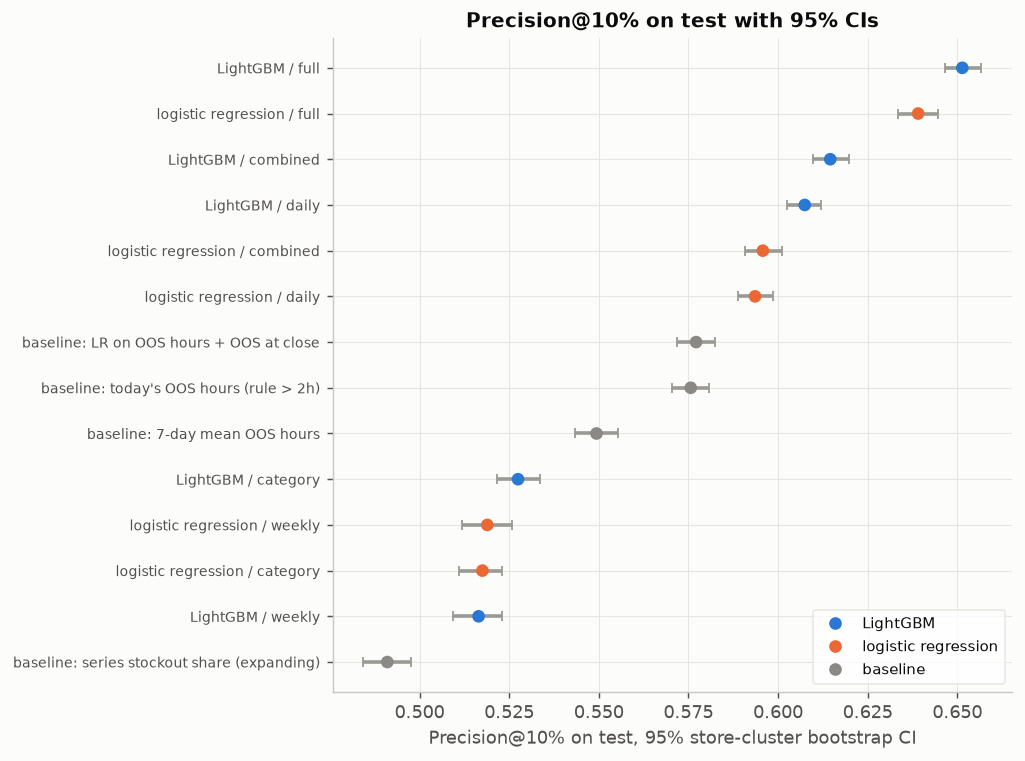 Precision@10% on test with 95% CIs
LightGBM / full
logistic regression / full
LightGBM / combined
LightGBM / daily
logistic regression / combined
logistic regression / daily
baseline: LR on OOS hours + OOS at close
baseline: today's OOS hours (rule > 2h)
baseline: 7-day mean OOS hours
LightGBM / category
logistic regression / weekly
logistic regression / category
LightGBM / weekly
baseline: series stockout share (expanding)
LightGBM
logistic regression
baseline
0.500 0.525 0.550 0.575 0.600 0.625 0.650
Precision@10% on test, 95% store-cluster bootstrap CI